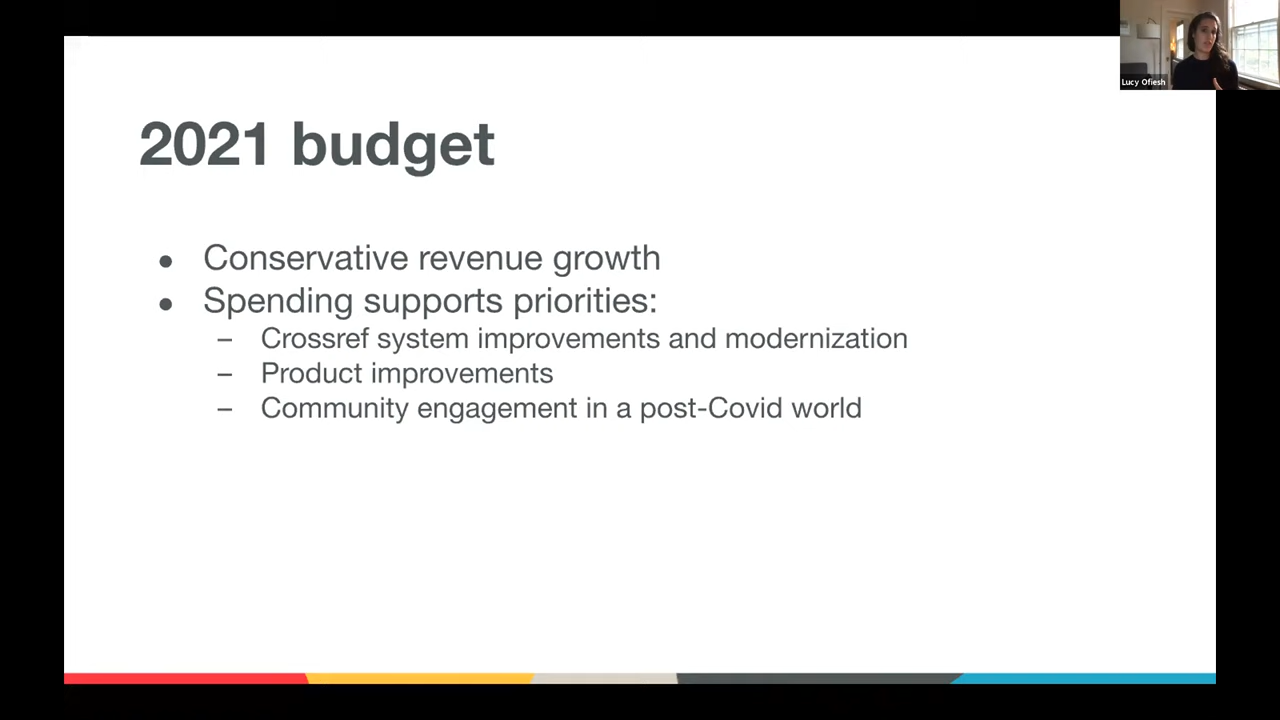 2021 budget
● Conservative revenue growth
● Spending supports priorities:
– Crossref system improvements and modernization
– Product improvements
– Community engagement in a post-Covid world
Lucy Ofiesh